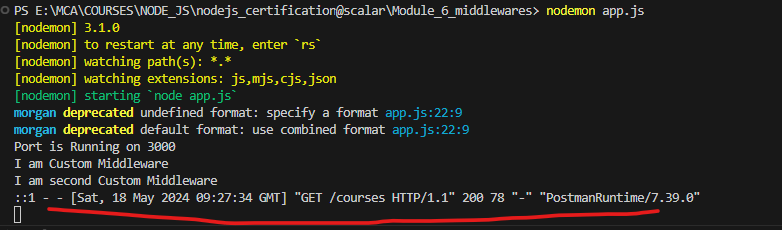 PS E:\MCA\COURSES\NODE_JS\nodejs_certification@scalar\Module_6_middlewares> nodemon app.js
[nodemon] 3.1.0
[nodemon] to restart at any time, enter `rs`
[nodemon] watching path(s): *.*
[nodemon] watching extensions: js,mjs,cjs,json
[nodemon] starting `node app.js`
morgan deprecated undefined format: specify a format app.js:22:9
morgan deprecated default format: use combined format app.js:22:9
Port is Running on 3000
I am Custom Middleware
I am second Custom Middleware
::1 - - [Sat, 18 May 2024 09:27:34 GMT] "GET /courses HTTP/1.1" 200 78 "-" "PostmanRuntime/7.39.0"